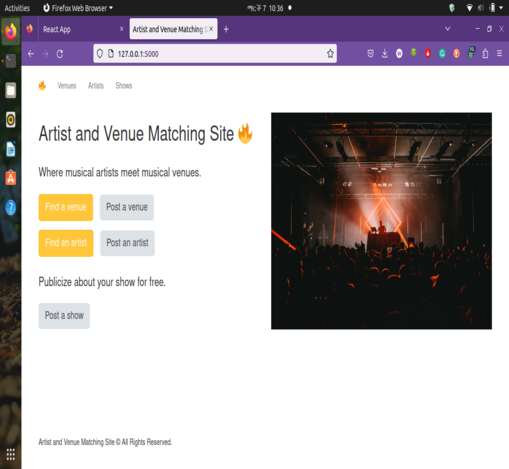 Activities Firefox Web Browser ማርች 7 10:36
React App Artist and Venue Matching S
127.0.0.1:5000
Venues Artists Shows
Artist and Venue Matching Site 🔥
Where musical artists meet musical venues.
Find a venue Post a venue
Find an artist Post an artist
Publicize about your show for free.
Post a show
Artist and Venue Matching Site © All Rights Reserved.